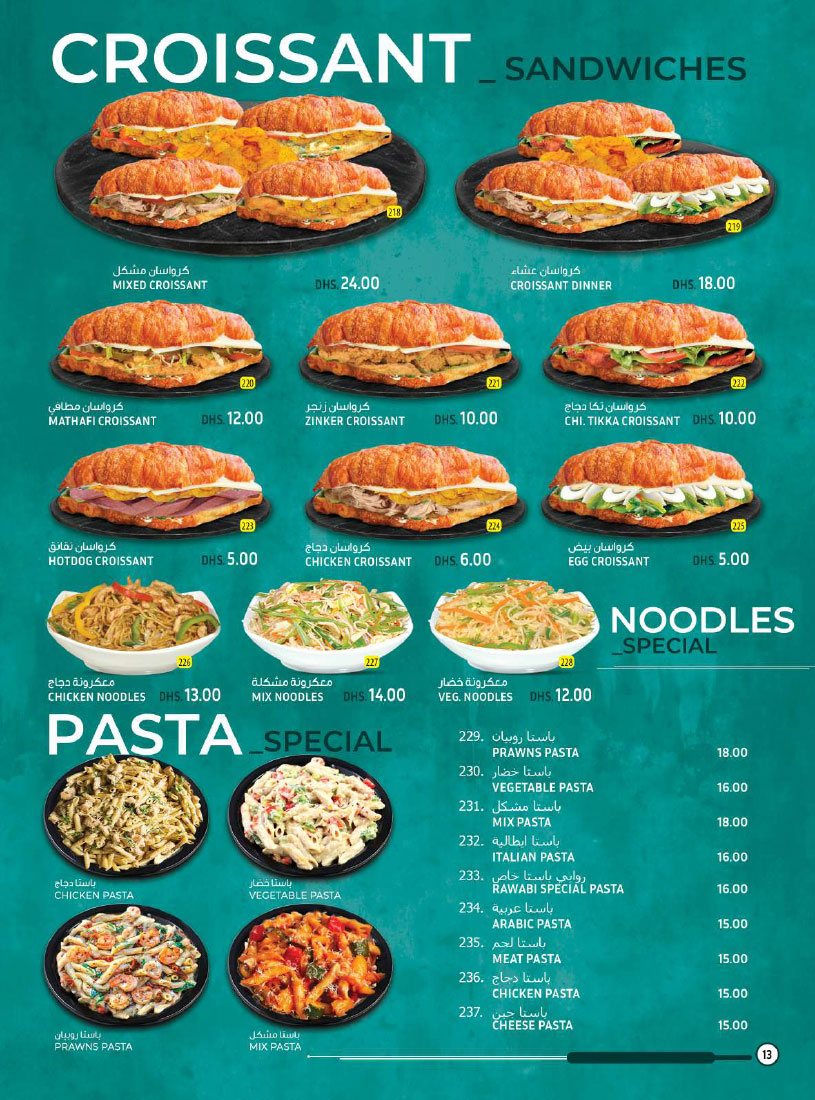 CROISSANT _ SANDWICHES
218
219
كرواسان مشكل
MIXED CROISSANT DHS. 24.00
كرواسان عشاء
CROISSANT DINNER DHS. 18.00
220
221
222
كرواسان مطافي
MATHAFI CROISSANT DHS. 12.00
كرواسان زنجر
ZINKER CROISSANT DHS. 10.00
كرواسان تكا دجاج
CHI. TIKKA CROISSANT DHS. 10.00
223
224
225
كرواسان نقانق
HOTDOG CROISSANT DHS. 5.00
كرواسان دجاج
CHICKEN CROISSANT DHS. 6.00
كرواسان بيض
EGG CROISSANT DHS. 5.00
NOODLES
_SPECIAL
226
227
228
معكرونة دجاج
CHICKEN NOODLES DHS. 13.00
معكرونة مشكلة
MIX NOODLES DHS. 14.00
معكرونة خضار
VEG. NOODLES DHS. 12.00
PASTA _SPECIAL
باستا دجاج
CHICKEN PASTA
باستا خضار
VEGETABLE PASTA
باستا روبيان
PRAWNS PASTA
باستا مشكل
MIX PASTA
229. باستا روبيان
PRAWNS PASTA 18.00
230. باستا خضار
VEGETABLE PASTA 16.00
231. باستا مشكل
MIX PASTA 18.00
232. باستا ايطالية
ITALIAN PASTA 16.00
233. روابي باستا خاص
RAWABI SPECIAL PASTA 16.00
234. باستا عربية
ARABIC PASTA 15.00
235. باستا لحم
MEAT PASTA 15.00
236. باستا دجاج
CHICKEN PASTA 15.00
237. باستا جبن
CHEESE PASTA 15.00
13